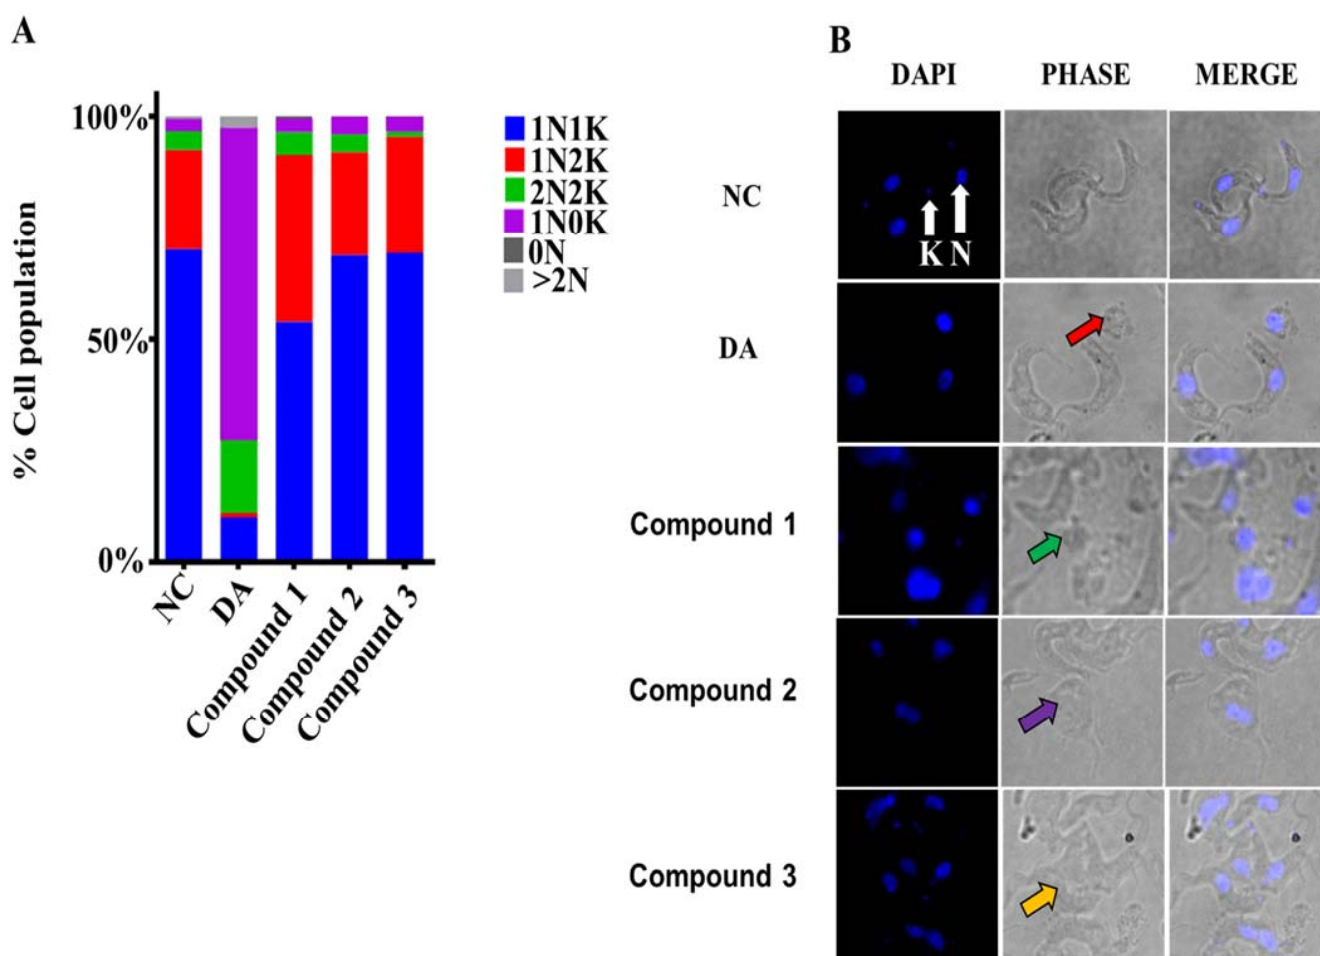 A
100%
50%
0%
% Cell population
NC
DA
Compound 1
Compound 2
Compound 3
1N1K
1N2K
2N2K
1N0K
0N
>2N
B
DAPI PHASE MERGE
NC
K N
DA
Compound 1
Compound 2
Compound 3